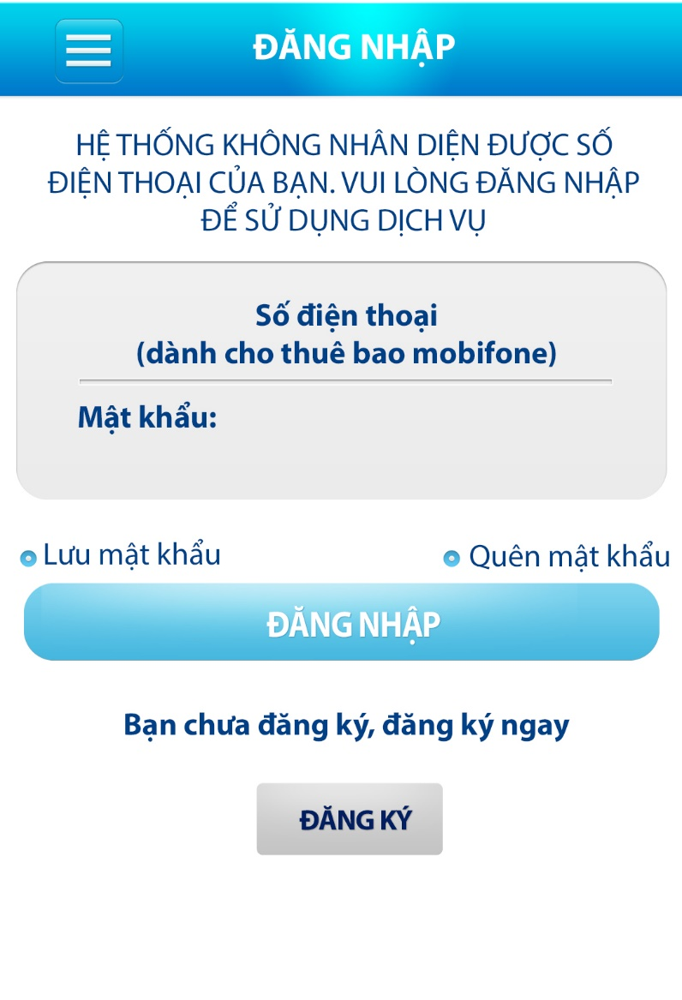 ĐĂNG NHẬP
HỆ THỐNG KHÔNG NHÂN DIỆN ĐƯỢC SỐ
ĐIỆN THOẠI CỦA BẠN. VUI LÒNG ĐĂNG NHẬP
ĐỂ SỬ DỤNG DỊCH VỤ
Số điện thoại
(dành cho thuê bao mobifone)
Mật khẩu:
Lưu mật khẩu
Quên mật khẩu
ĐĂNG NHẬP
Bạn chưa đăng ký, đăng ký ngay
ĐĂNG KÝ